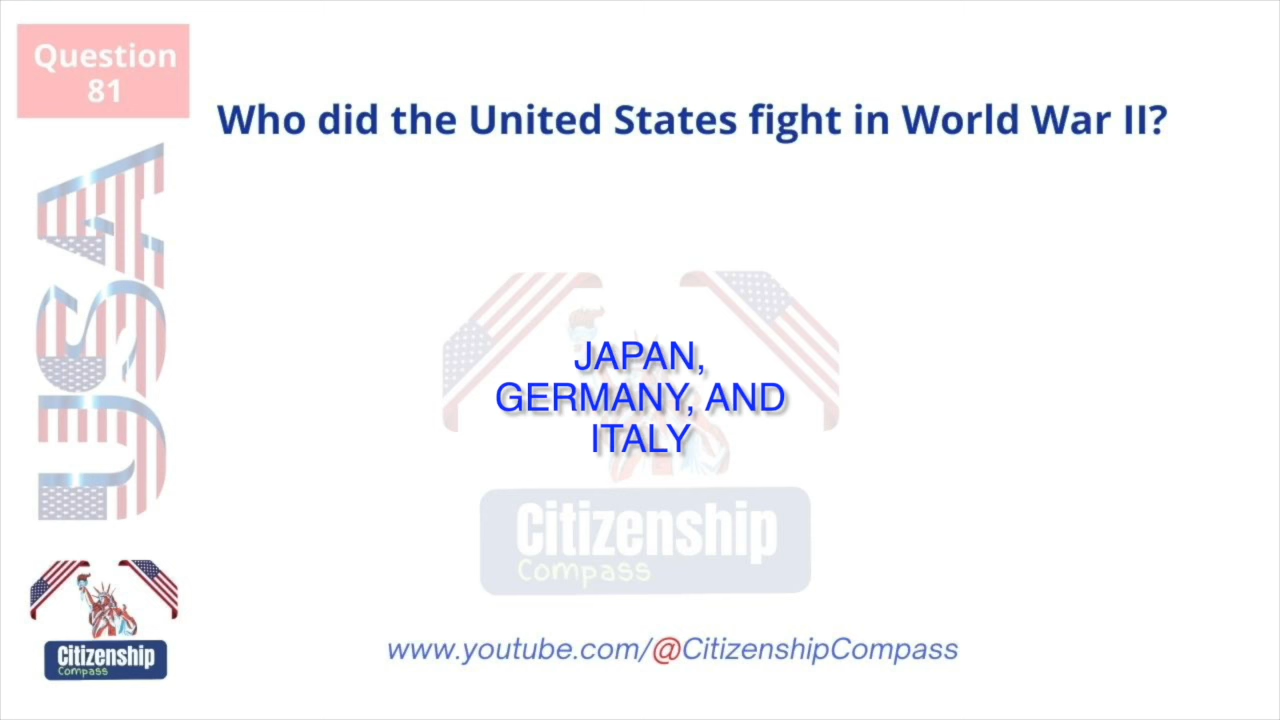 Question
81
Who did the United States fight in World War II?
USA
JAPAN,
GERMANY, AND
ITALY
Citizenship
Compass
Citizenship
Compass
www.youtube.com/@CitizenshipCompass